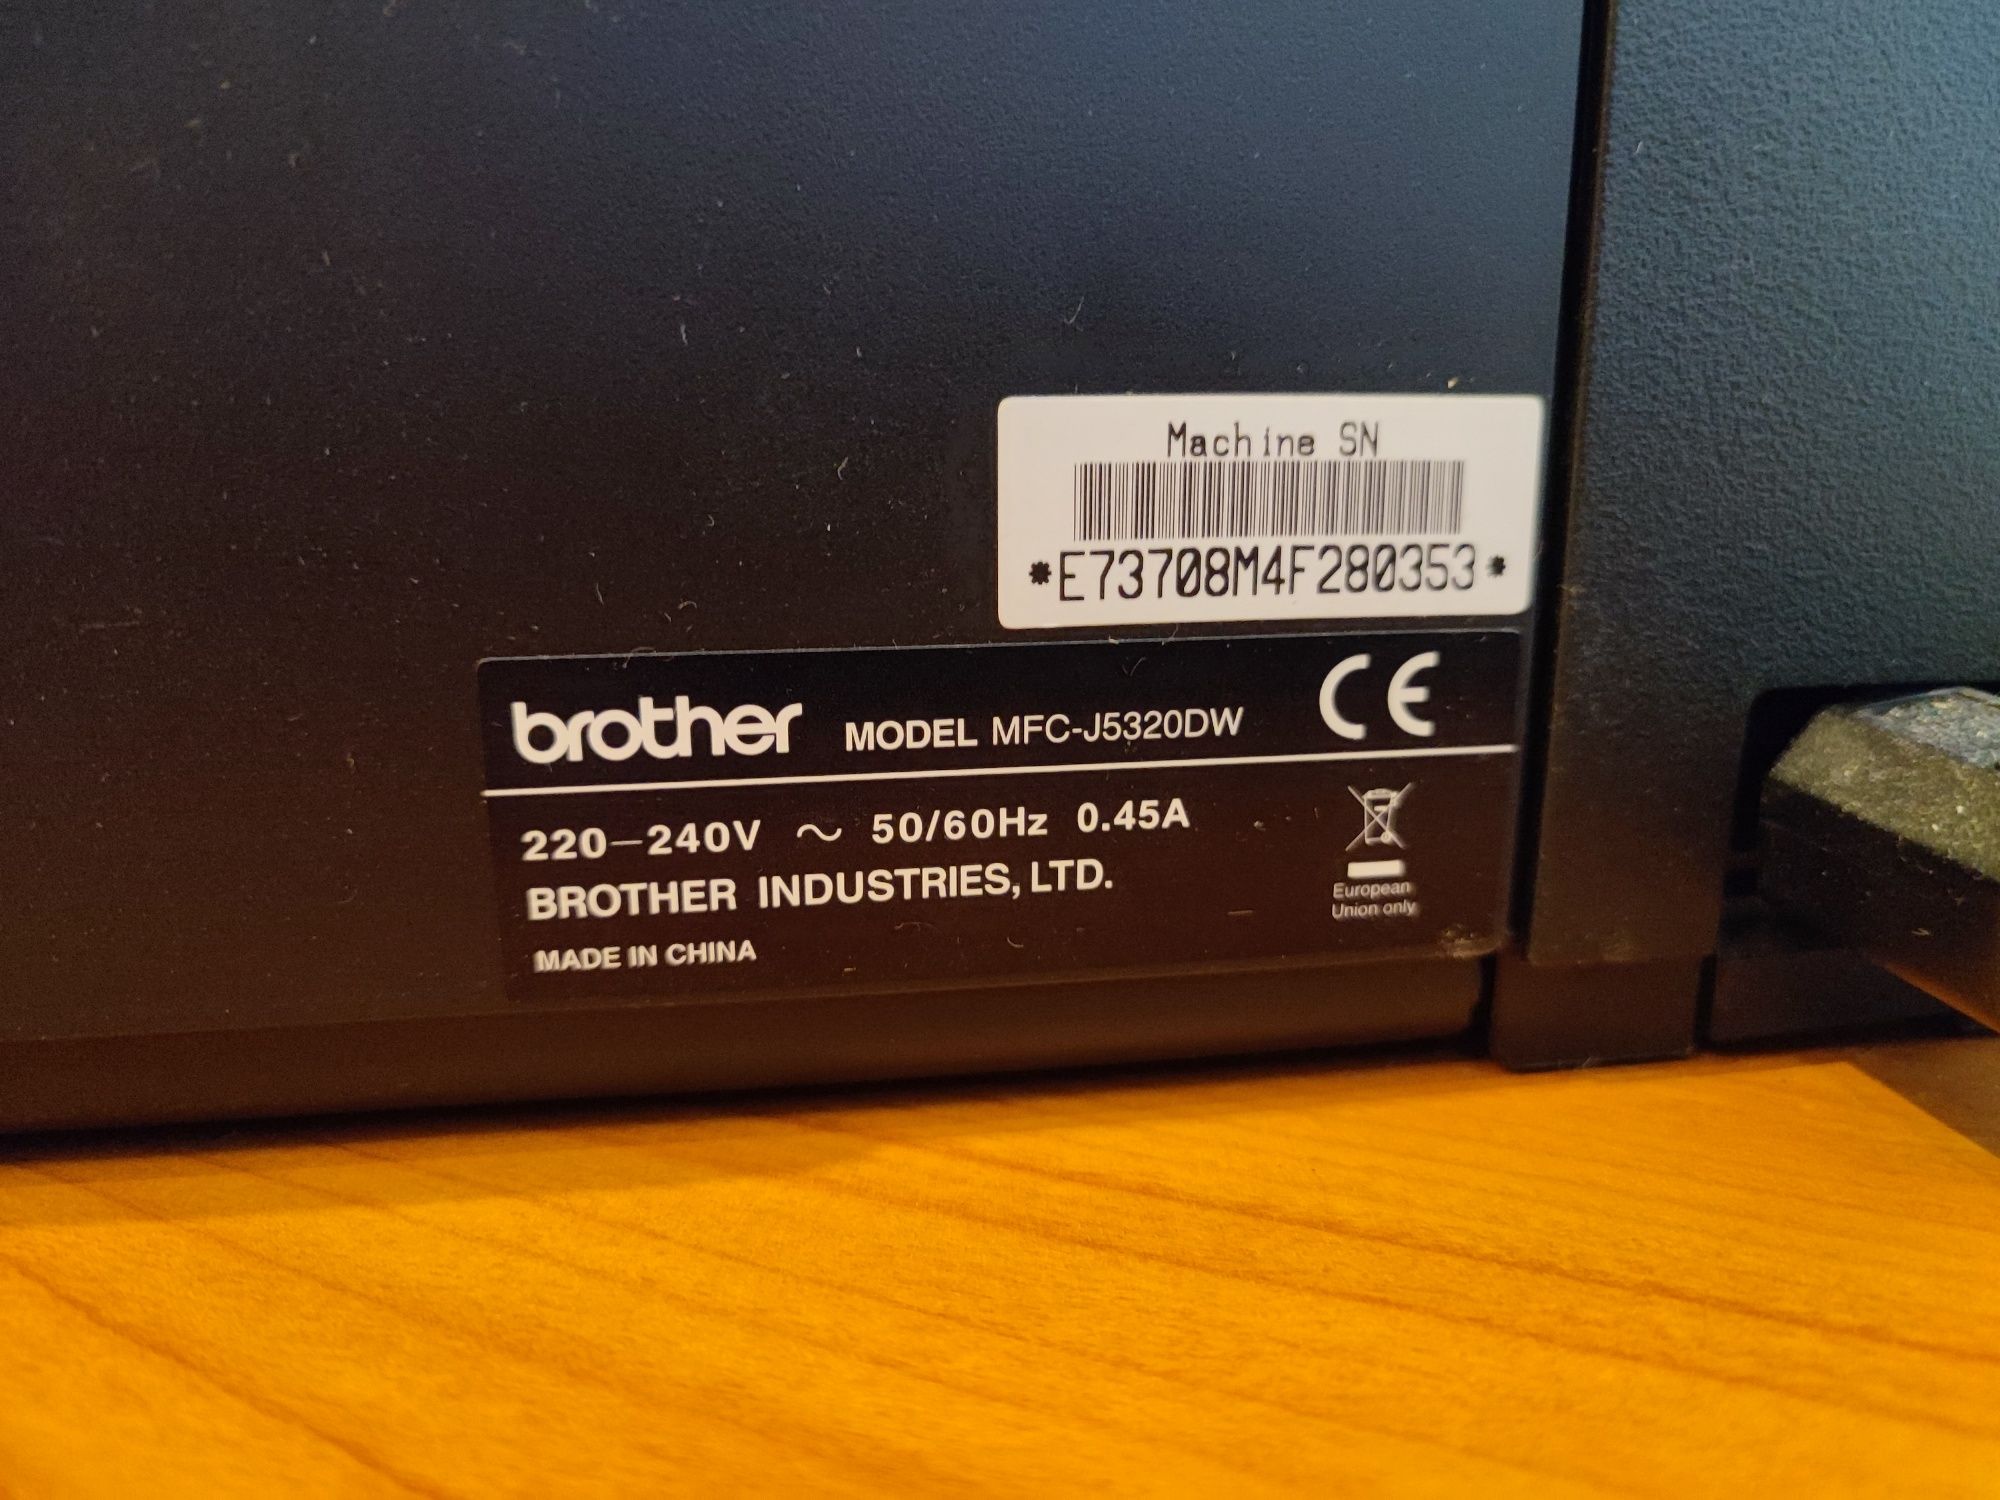 Machine SN
*E73708M4F280353*
brother MODEL MFC-J5320DW CE
220-240V ~ 50/60Hz 0.45A
BROTHER INDUSTRIES, LTD.
European
Union only
MADE IN CHINA